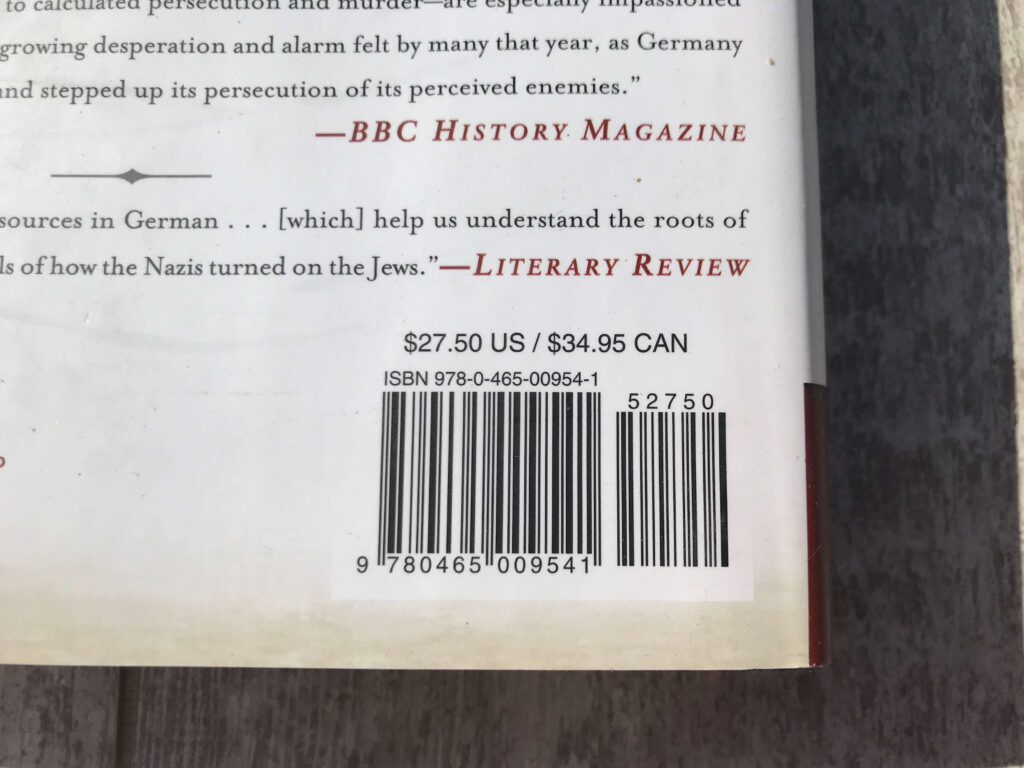 to calculated persecution and murder—are especially impassioned
growing desperation and alarm felt by many that year, as Germany
and stepped up its persecution of its perceived enemies.”
—BBC HISTORY MAGAZINE
sources in German . . . [which] help us understand the roots of
ls of how the Nazis turned on the Jews.”—LITERARY REVIEW
$27.50 US / $34.95 CAN
ISBN 978-0-465-00954-1
52750
9 780465 009541